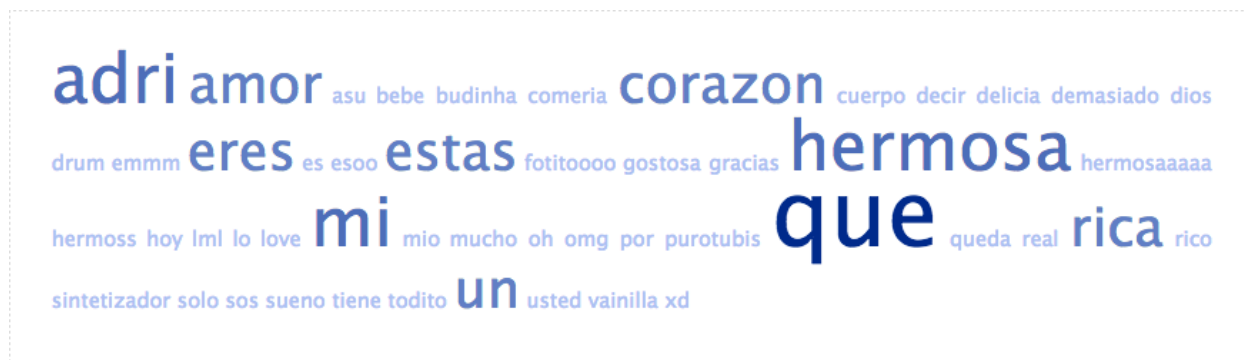 adri amor asu bebe budinha comeria corazon cuerpo decir delicia demasiado dios
drum emmm eres es esoo estas fotitoooo gostosa gracias hermosa hermosaaaaa
hermoss hoy lml lo love mi mio mucho oh omg por purotubis que queda real rica rico
sintetizador solo sos sueno tiene todito un usted vainilla xd